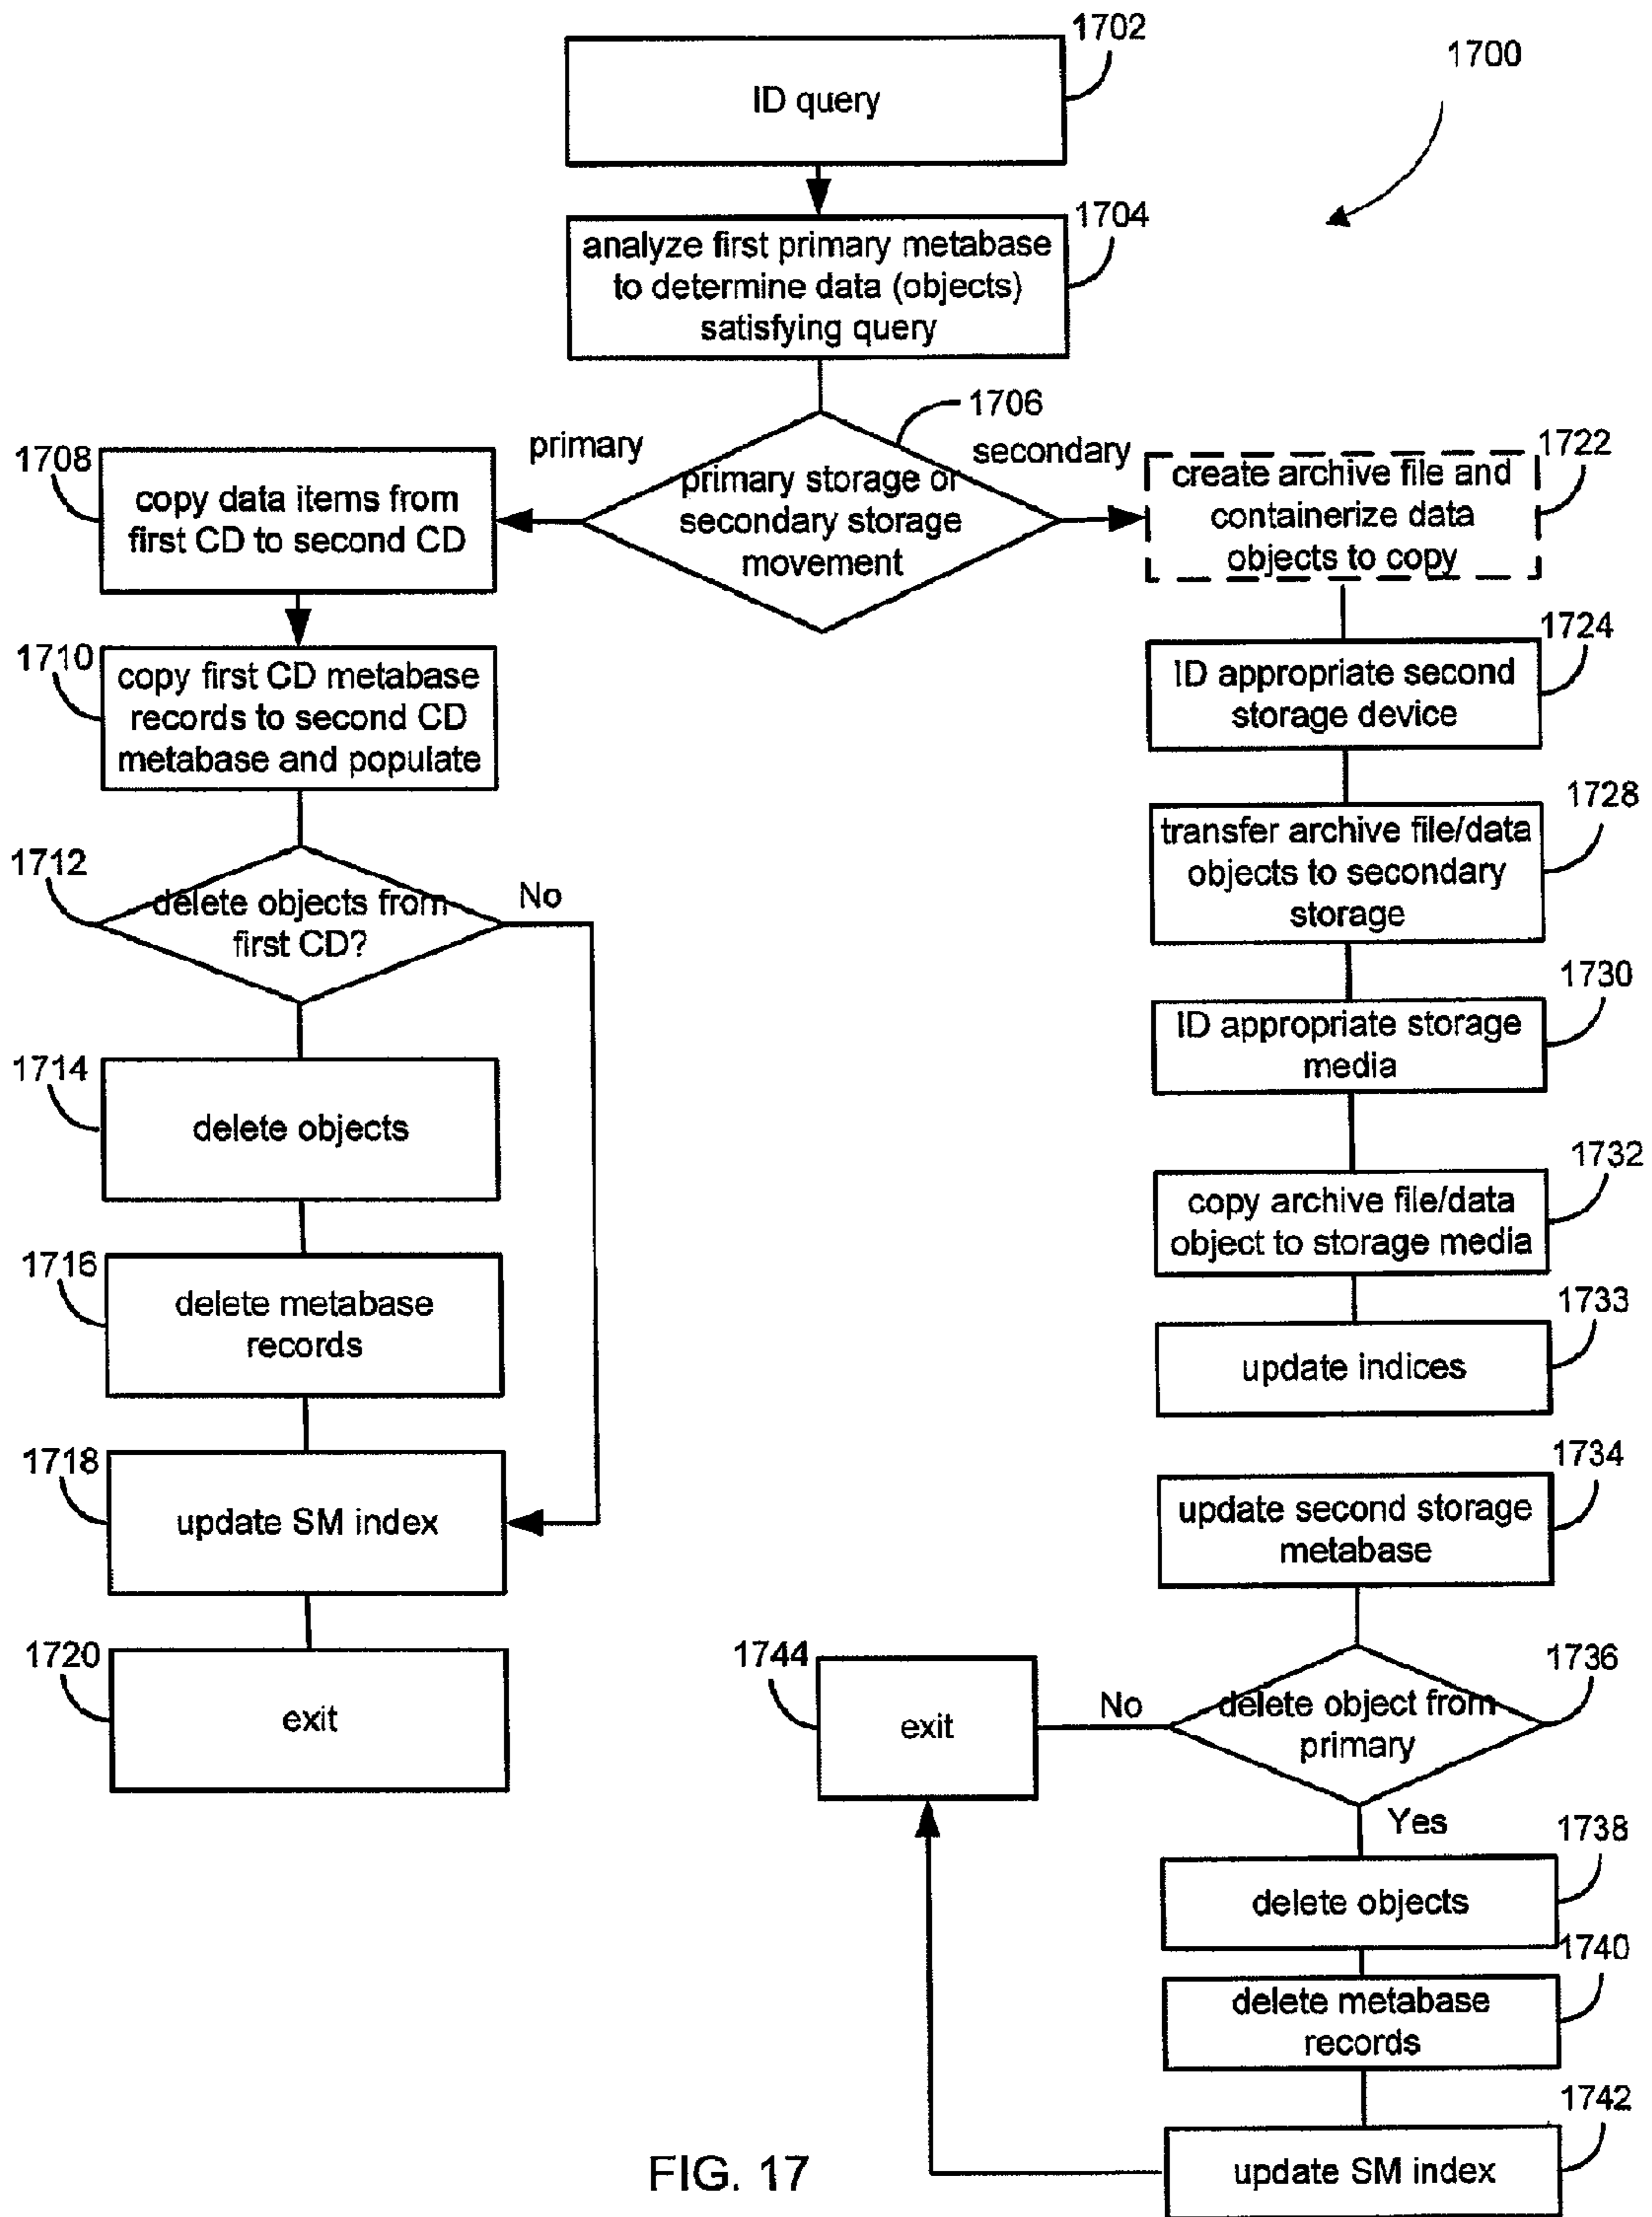 1702
1700
ID query
1704
analyze first primary metabase
to determine data (objects)
satisfying query
1706
primary
secondary
primary storage or
secondary storage
movement
1708
copy data items from
first CD to second CD
1710
copy first CD metabase
records to second CD
metabase and populate
1712
delete objects from
first CD?
No
1714
delete objects
1716
delete metabase
records
1718
update SM index
1720
exit
1722
create archive file and
containerize data
objects to copy
1724
ID appropriate second
storage device
1728
transfer archive file/data
objects to secondary
storage
1730
ID appropriate storage
media
1732
copy archive file/data
object to storage media
1733
update indices
1734
update second storage
metabase
1736
delete object from
primary
No
1744
exit
Yes
1738
delete objects
1740
delete metabase
records
1742
update SM index
FIG. 17